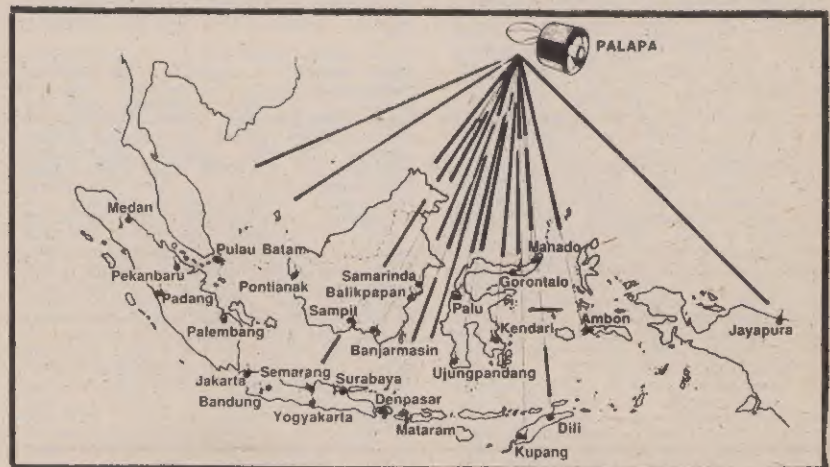 PALAPA
Medan
Pulau Batam
Pekanbaru
Pontianak
Padang
Palembang
Samarinda
Balikpapan
Sampil
Banjarmasin
Manado
Gorontalo
Palu
Kendari
Ambon
Jayapura
Ujungpandang
Jakarta
Semarang
Surabaya
Bandung
Yogyakarta
Denpasar
Mataram
Dili
Kupang